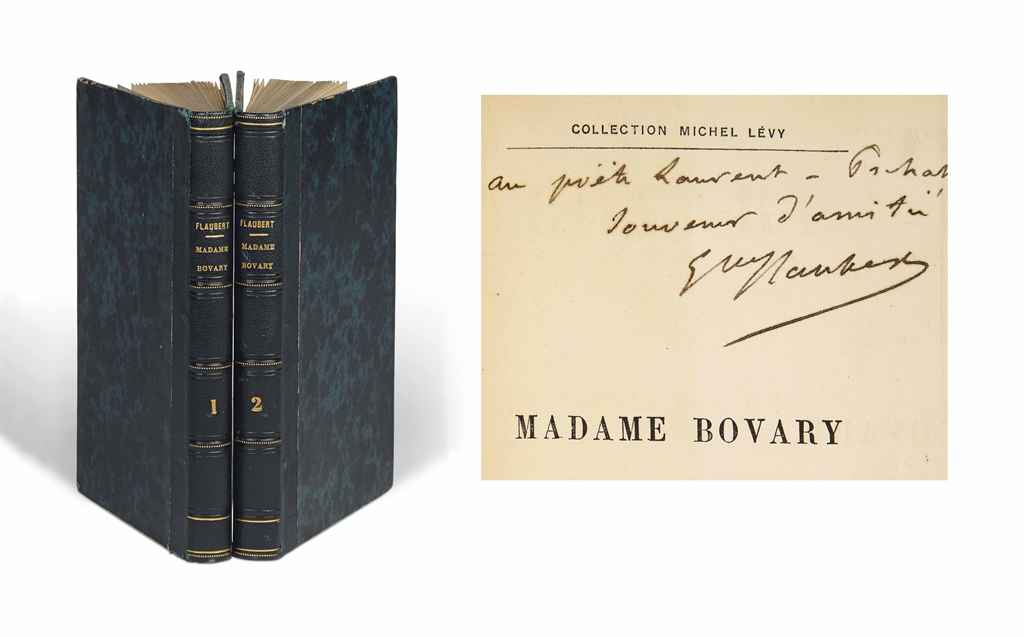 FLAUBERT
MADAME
BOVARY
1
FLAUBERT
MADAME
BOVARY
2
COLLECTION MICHEL LÉVY
au poète Laurent - Pichat
Souvenir d'amitié
Gve Flaubert
MADAME BOVARY